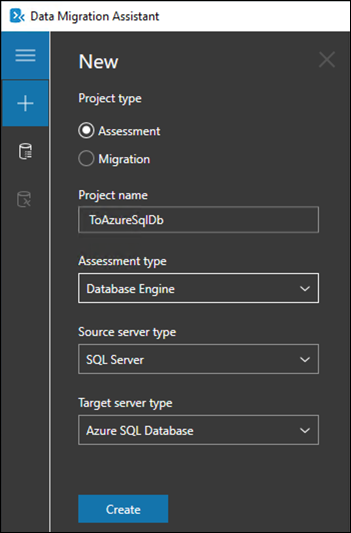 Data Migration Assistant
New
Project type
Assessment
Migration
Project name
ToAzureSqlDb
Assessment type
Database Engine
Source server type
SQL Server
Target server type
Azure SQL Database
Create